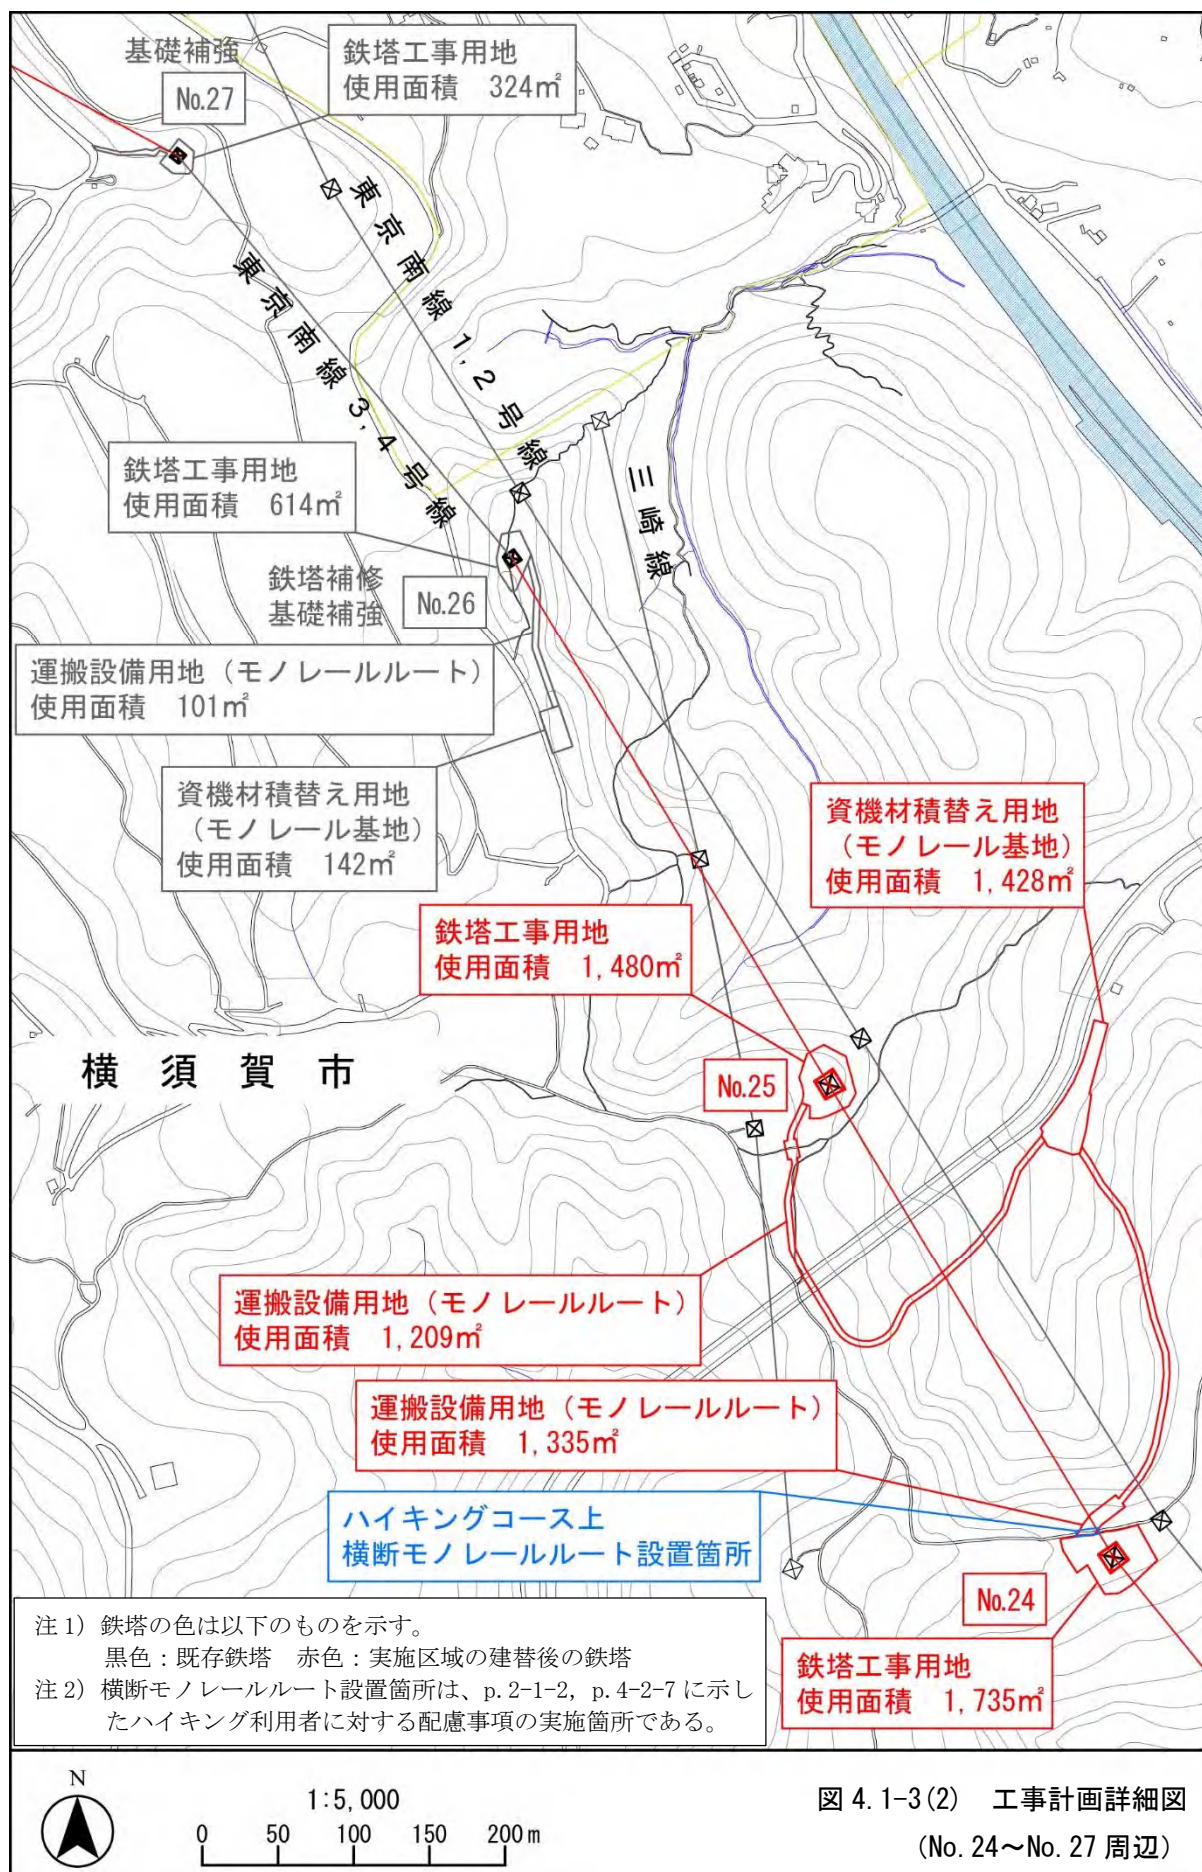 基礎補強
No.27
鉄塔工事用地
使用面積 324㎡
東京南線1,2号線
東京南線3,4号線
三崎線
鉄塔工事用地
使用面積 614㎡
鉄塔補修
基礎補強
No.26
運搬設備用地（モノレールルート）
使用面積 101㎡
資機材積替え用地
（モノレール基地）
使用面積 142㎡
資機材積替え用地
（モノレール基地）
使用面積 1,428㎡
鉄塔工事用地
使用面積 1,480㎡
横須賀市
No.25
運搬設備用地（モノレールルート）
使用面積 1,209㎡
運搬設備用地（モノレールルート）
使用面積 1,335㎡
ハイキングコース上
横断モノレールルート設置箇所
No.24
鉄塔工事用地
使用面積 1,735㎡
注1）鉄塔の色は以下のものを示す。
黒色：既存鉄塔 赤色：実施区域の建替後の鉄塔
注2）横断モノレールルート設置箇所は、p.2-1-2, p.4-2-7に示し
たハイキング利用者に対する配慮事項の実施箇所である。
N
1:5,000
0 50 100 150 200m
図4.1-3(2) 工事計画詳細図
（No.24～No.27周辺）